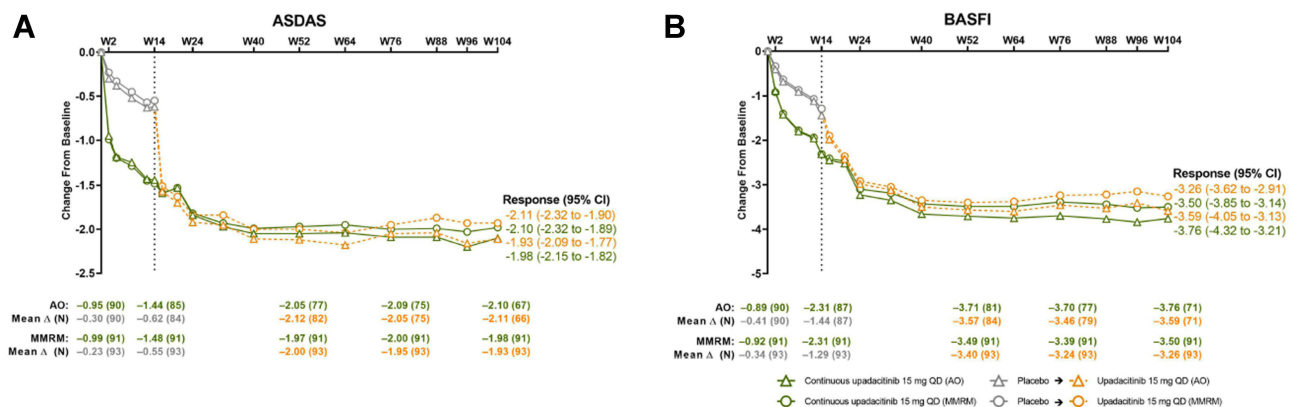 A
ASDAS
W2 W14 W24 W40 W52 W64 W76 W88 W96 W104
0.0
-0.5
-1.0
-1.5
-2.0
-2.5
Change From Baseline
Response (95% CI)
-2.11 (-2.32 to -1.90)
-2.10 (-2.32 to -1.89)
-1.93 (-2.09 to -1.77)
-1.98 (-2.15 to -1.82)
AO: –0.95 (90) –1.44 (85) –2.05 (77) –2.09 (75) –2.10 (67)
Mean Δ (N) –0.30 (90) –0.62 (84) –2.12 (82) –2.05 (75) –2.11 (66)
MMRM: –0.99 (91) –1.48 (91) –1.97 (91) –2.00 (91) –1.98 (91)
Mean Δ (N) –0.23 (93) –0.55 (93) –2.00 (93) –1.95 (93) –1.93 (93)
B
BASFI
W2 W14 W24 W40 W52 W64 W76 W88 W96 W104
0
-1
-2
-3
-4
-5
Change From Baseline
Response (95% CI)
-3.26 (-3.62 to -2.91)
-3.50 (-3.85 to -3.14)
-3.59 (-4.05 to -3.13)
-3.76 (-4.32 to -3.21)
AO: –0.89 (90) –2.31 (87) –3.71 (81) –3.70 (77) –3.76 (71)
Mean Δ (N) –0.41 (90) –1.44 (87) –3.57 (84) –3.46 (79) –3.59 (71)
MMRM: –0.92 (91) –2.31 (91) –3.49 (91) –3.39 (91) –3.50 (91)
Mean Δ (N) –0.34 (93) –1.29 (93) –3.40 (93) –3.24 (93) –3.26 (93)
Continuous upadacitinib 15 mg QD (AO) Placebo → Upadacitinib 15 mg QD (AO)
Continuous upadacitinib 15 mg QD (MMRM) Placebo → Upadacitinib 15 mg QD (MMRM)